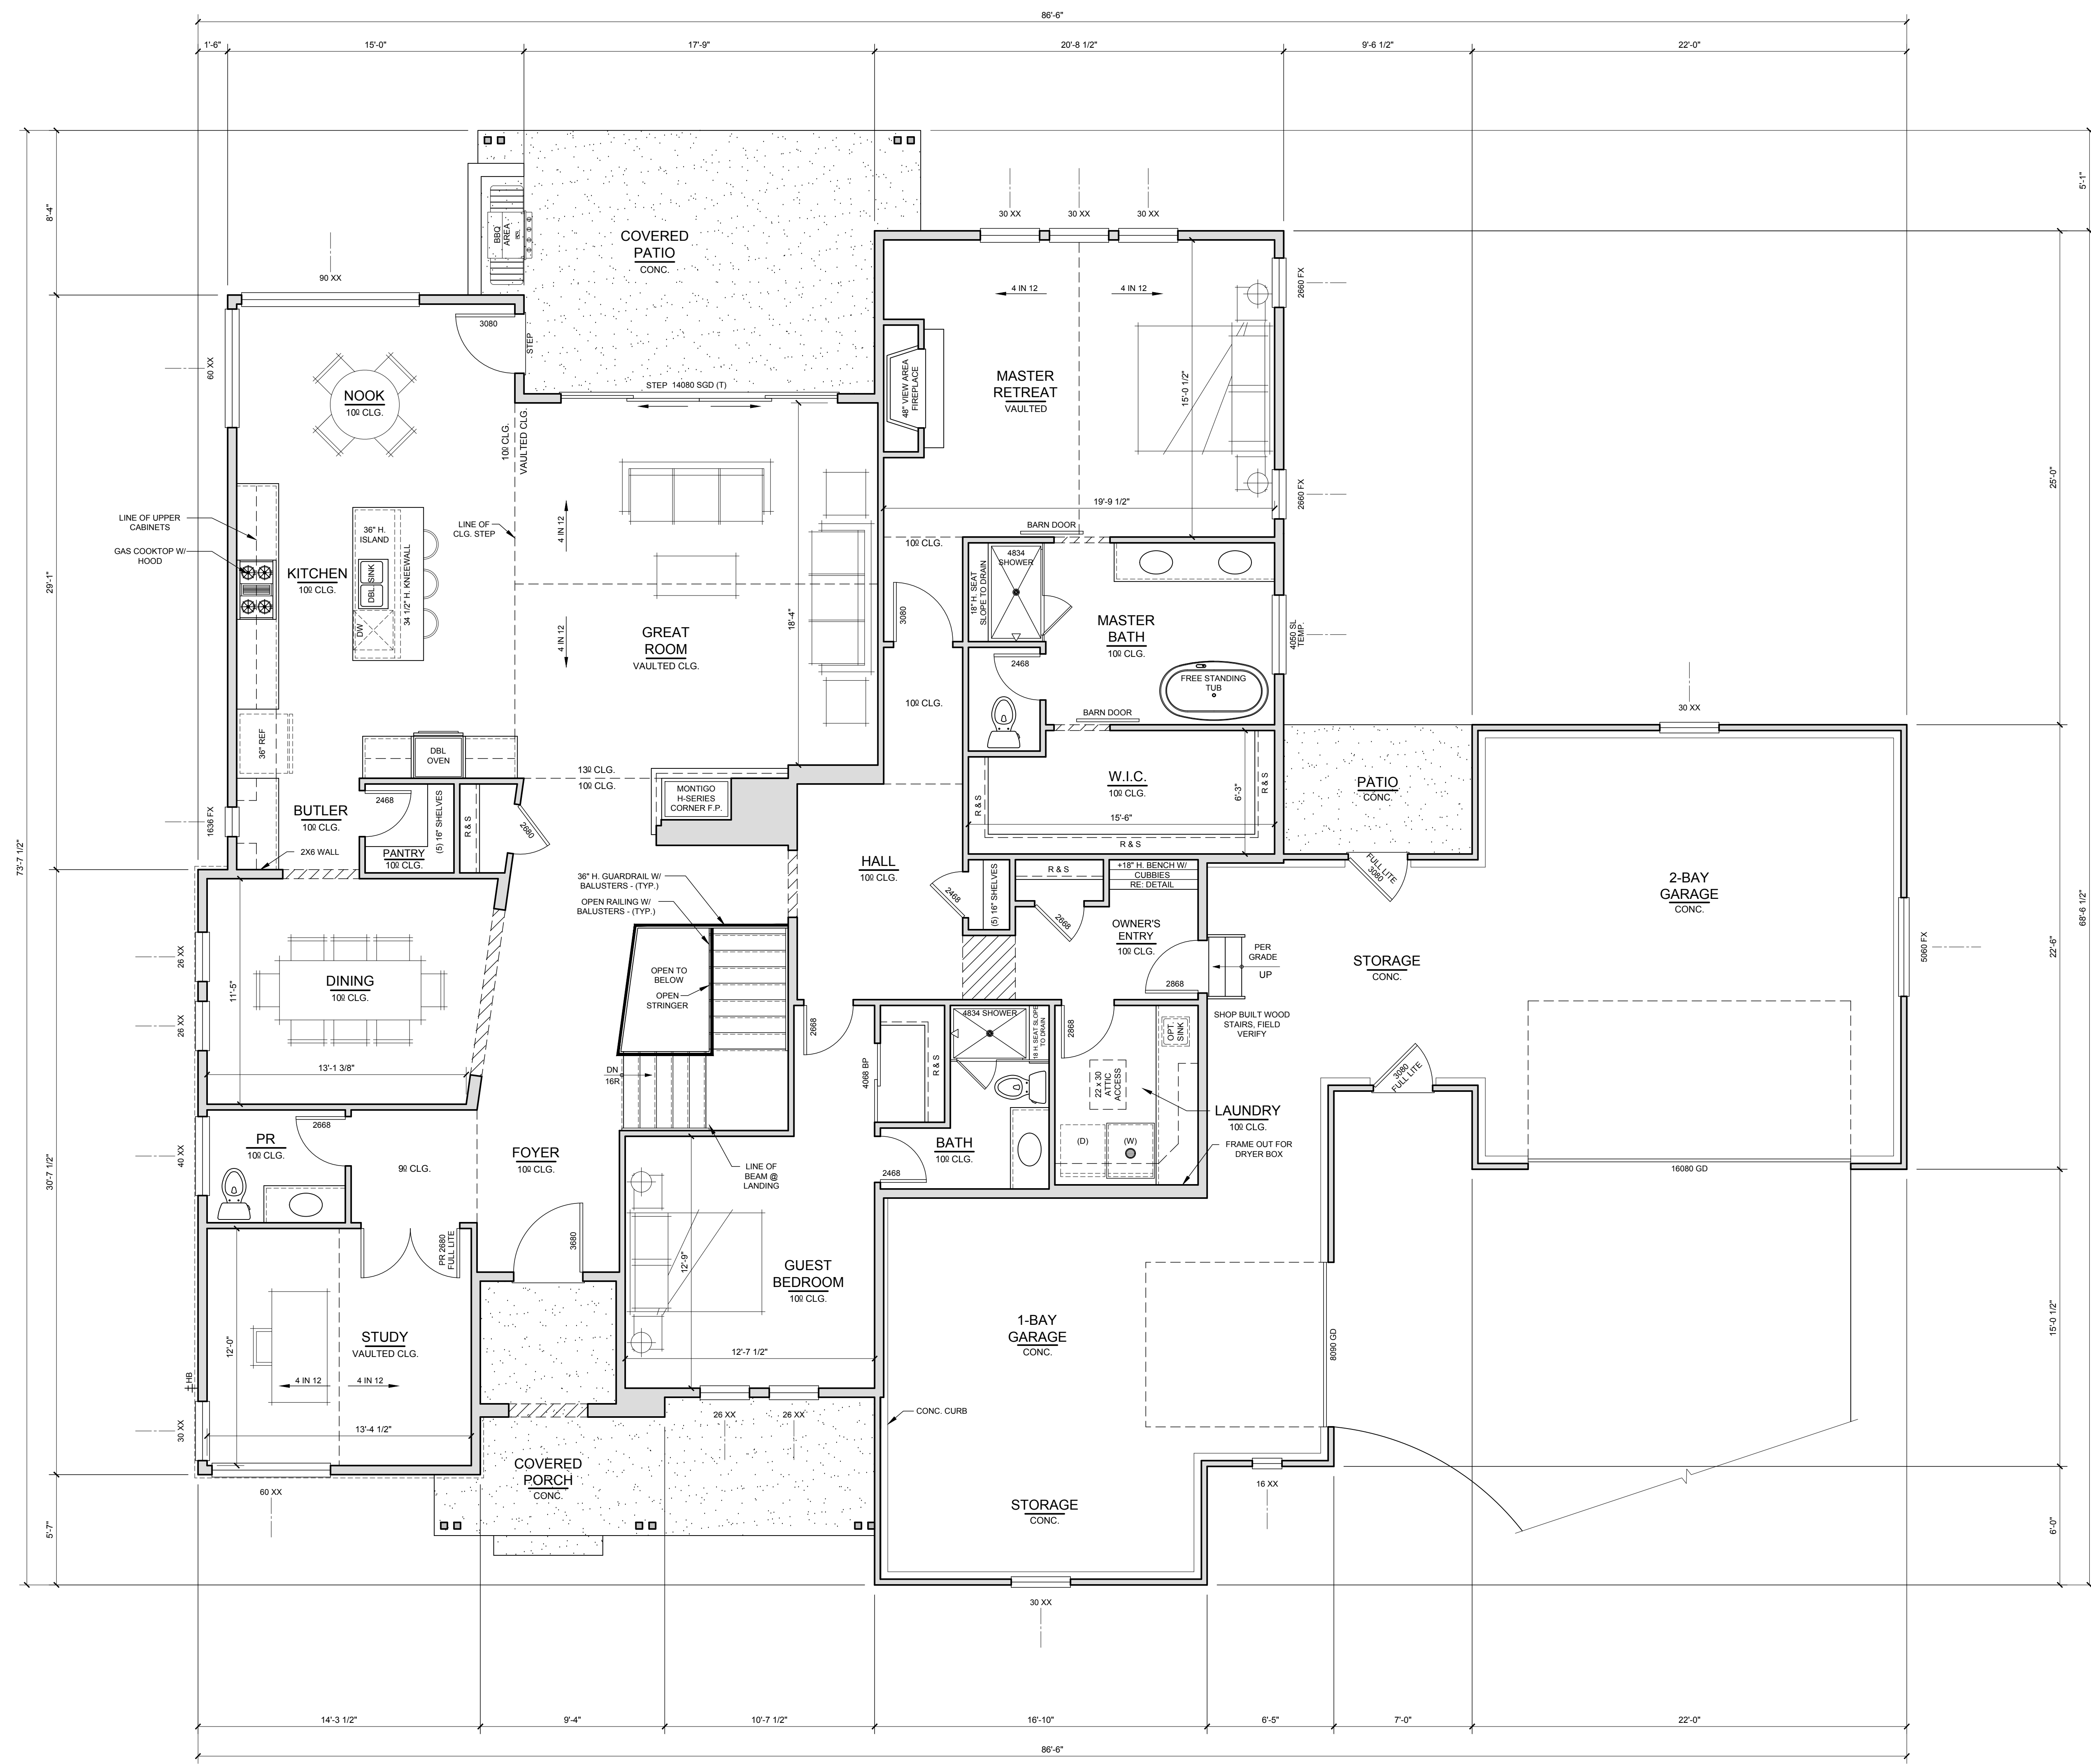 86'-6"
1'-6"
15'-0"
17'-9"
20'-8 1/2"
9'-6 1/2"
22'-0"
8'-4"
5'-1"
30 XX
30 XX
30 XX
BBQ
AREA
COVERED
PATIO
CONC.
90 XX
4 IN 12
4 IN 12
2660 FX
3080
STEP
60 XX
NOOK
10⁰ CLG.
STEP 14080 SGD (T)
48" VIEW AREA
FIREPLACE
MASTER
RETREAT
VAULTED
15'-0 1/2"
10⁰ CLG.
VAULTED CLG.
25'-0"
2660 FX
19'-9 1/2"
LINE OF UPPER
CABINETS
GAS COOKTOP W/
HOOD
36" H.
ISLAND
LINE OF
CLG. STEP
4 IN 12
BARN DOOR
10⁰ CLG.
KITCHEN
10⁰ CLG.
DBL SINK
34 1/2" H. KNEEWALL
DW
4834
SHOWER
18" H. SEAT
SLOPE TO DRAIN
29'-1"
3080
18'-4"
GREAT
ROOM
VAULTED CLG.
4 IN 12
MASTER
BATH
10⁰ CLG.
4050 SL
TEMP.
2468
FREE STANDING
TUB
10⁰ CLG.
BARN DOOR
30 XX
36" REF
DBL
OVEN
13⁰ CLG.
10⁰ CLG.
MONTIGO
H-SERIES
CORNER F.P.
W.I.C.
10⁰ CLG.
R & S
6'-3"
R & S
15'-6"
R & S
PATIO
CONC.
1636 FX
BUTLER
10⁰ CLG.
2468
(5) 16" SHELVES
R & S
2680
2X6 WALL
PANTRY
10⁰ CLG.
73'-7 1/2"
68'-6 1/2"
HALL
10⁰ CLG.
36" H. GUARDRAIL W/
BALUSTERS - (TYP.)
OPEN RAILING W/
BALUSTERS - (TYP.)
2468
(5) 16" SHELVES
R & S
+18" H. BENCH W/
CUBBIES
RE: DETAIL
FULL LITE
3080
2-BAY
GARAGE
CONC.
2668
OWNER'S
ENTRY
10⁰ CLG.
PER
GRADE
UP
STORAGE
CONC.
5060 FX
22'-6"
26 XX
26 XX
11'-5"
DINING
10⁰ CLG.
13'-1 3/8"
OPEN TO
BELOW
OPEN
STRINGER
2868
SHOP BUILT WOOD
STAIRS, FIELD
VERIFY
DN
16R
2668
4068 BP
R & S
4834 SHOWER
18 H. SEAT SLOPE
TO DRAIN
2868
OPT.
SINK
22 x 30
ATTIC
ACCESS
3080
FULL LITE
LAUNDRY
10⁰ CLG.
FRAME OUT FOR
DRYER BOX
(D)
(W)
16080 GD
40 XX
PR
10⁰ CLG.
2668
9⁰ CLG.
FOYER
10⁰ CLG.
LINE OF
BEAM @
LANDING
BATH
10⁰ CLG.
2468
30'-7 1/2"
PR 2680
FULL LITE
3680
12'-9"
GUEST
BEDROOM
10⁰ CLG.
12'-7 1/2"
12'-0"
STUDY
VAULTED CLG.
4 IN 12
4 IN 12
HB
13'-4 1/2"
30 XX
1-BAY
GARAGE
CONC.
8090 GD
15'-0 1/2"
26 XX
26 XX
CONC. CURB
COVERED
PORCH
CONC.
60 XX
16 XX
STORAGE
CONC.
5'-7"
6'-0"
30 XX
14'-3 1/2"
9'-4"
10'-7 1/2"
16'-10"
6'-5"
7'-0"
22'-0"
86'-6"